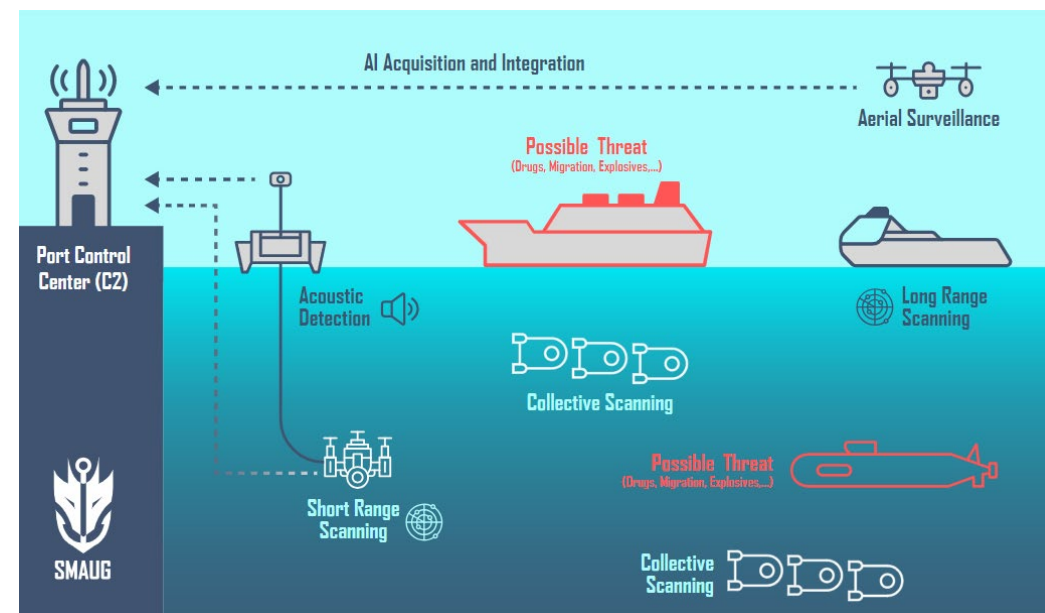 AI Acquisition and Integration
Aerial Surveillance
Possible Threat
(Drugs, Migration, Explosives,...)
Port Control
Center (C2)
Acoustic
Detection
Long Range
Scanning
Collective Scanning
Possible Threat
(Drugs, Migration, Explosives,...)
Short Range
Scanning
Collective
Scanning
SMAUG